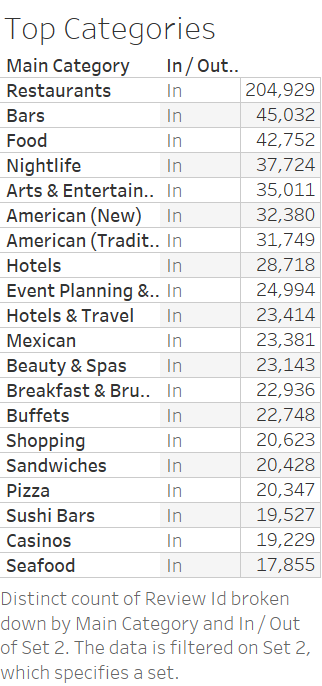 Top Categories
Main Category In / Out..
Restaurants In 204,929
Bars In 45,032
Food In 42,752
Nightlife In 37,724
Arts & Entertain.. In 35,011
American (New) In 32,380
American (Tradit.. In 31,749
Hotels In 28,718
Event Planning &.. In 24,994
Hotels & Travel In 23,414
Mexican In 23,381
Beauty & Spas In 23,143
Breakfast & Bru.. In 22,936
Buffets In 22,748
Shopping In 20,623
Sandwiches In 20,428
Pizza In 20,347
Sushi Bars In 19,527
Casinos In 19,229
Seafood In 17,855
Distinct count of Review Id broken
down by Main Category and In / Out
of Set 2. The data is filtered on Set 2,
which specifies a set.